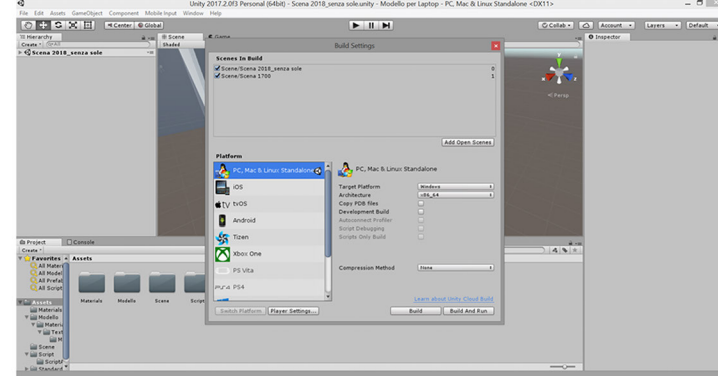 Unity 2017.2.0f3 Personal (64bit) - Scena 2018_senza sole.unity - Modello per Laptop - PC, Mac & Linux Standalone <DX11>
File Edit Assets GameObject Component Mobile Input Window Help
Center Global Collab Account Layers Default
Hierarchy Scene Game Inspector
Create All Shaded
Scena 2018_senza sole
Persp
Build Settings
Scenes In Build
Scene/Scena 2018_senza sole 0
Scene/Scena 1700 1
Add Open Scenes
Platform
PC, Mac & Linux Standalone
iOS
tvOS
Android
Tizen
Xbox One
PS Vita
PS4
PC, Mac & Linux Standalone
Target Platform Windows
Architecture x86_64
Copy PDB files
Development Build
Autoconnect Profiler
Script Debugging
Scripts Only Build
Compression Method None
Learn about Unity Cloud Build
Switch Platform Player Settings... Build Build And Run
Project Console
Create
Favorites
All Materi
All Model
All Prefab
All Script
Assets
Materials
Modello
Materi
Text
M
Scene
Script
Script
Standard
Assets
Materials Modello Scene Script